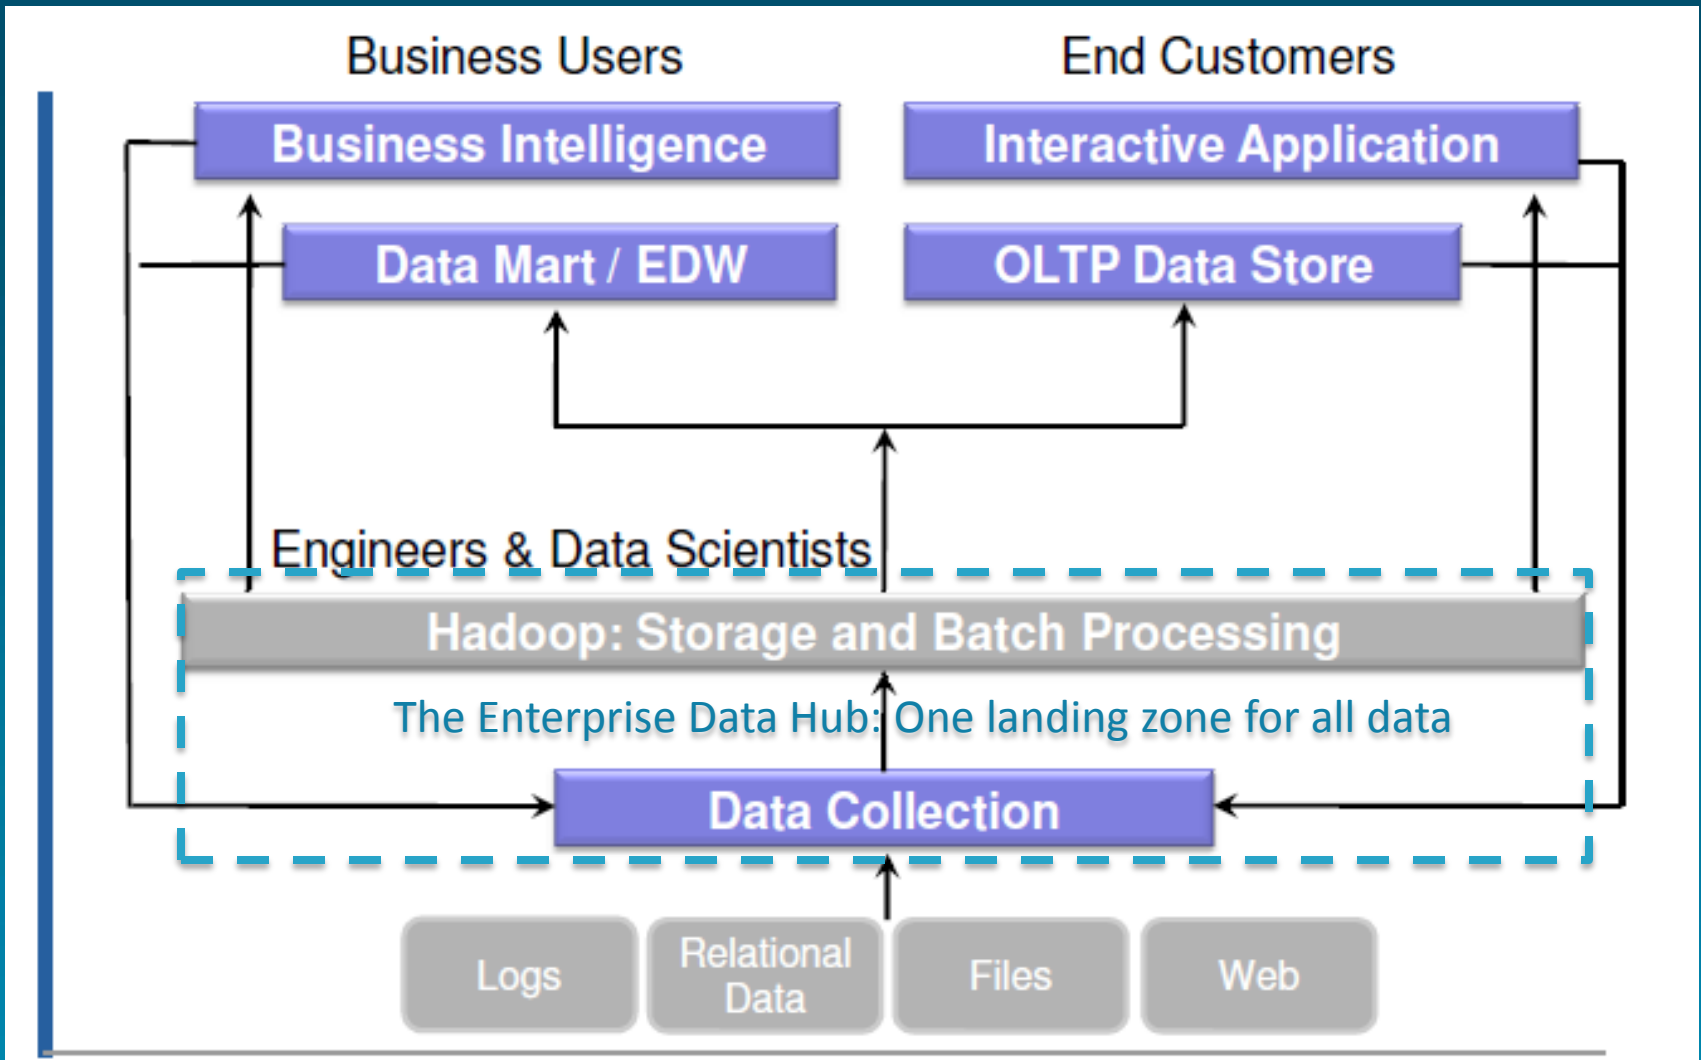 Business Users
End Customers
Business Intelligence
Interactive Application
Data Mart / EDW
OLTP Data Store
Engineers & Data Scientists
Hadoop: Storage and Batch Processing
The Enterprise Data Hub: One landing zone for all data
Data Collection
Logs
Relational
Data
Files
Web